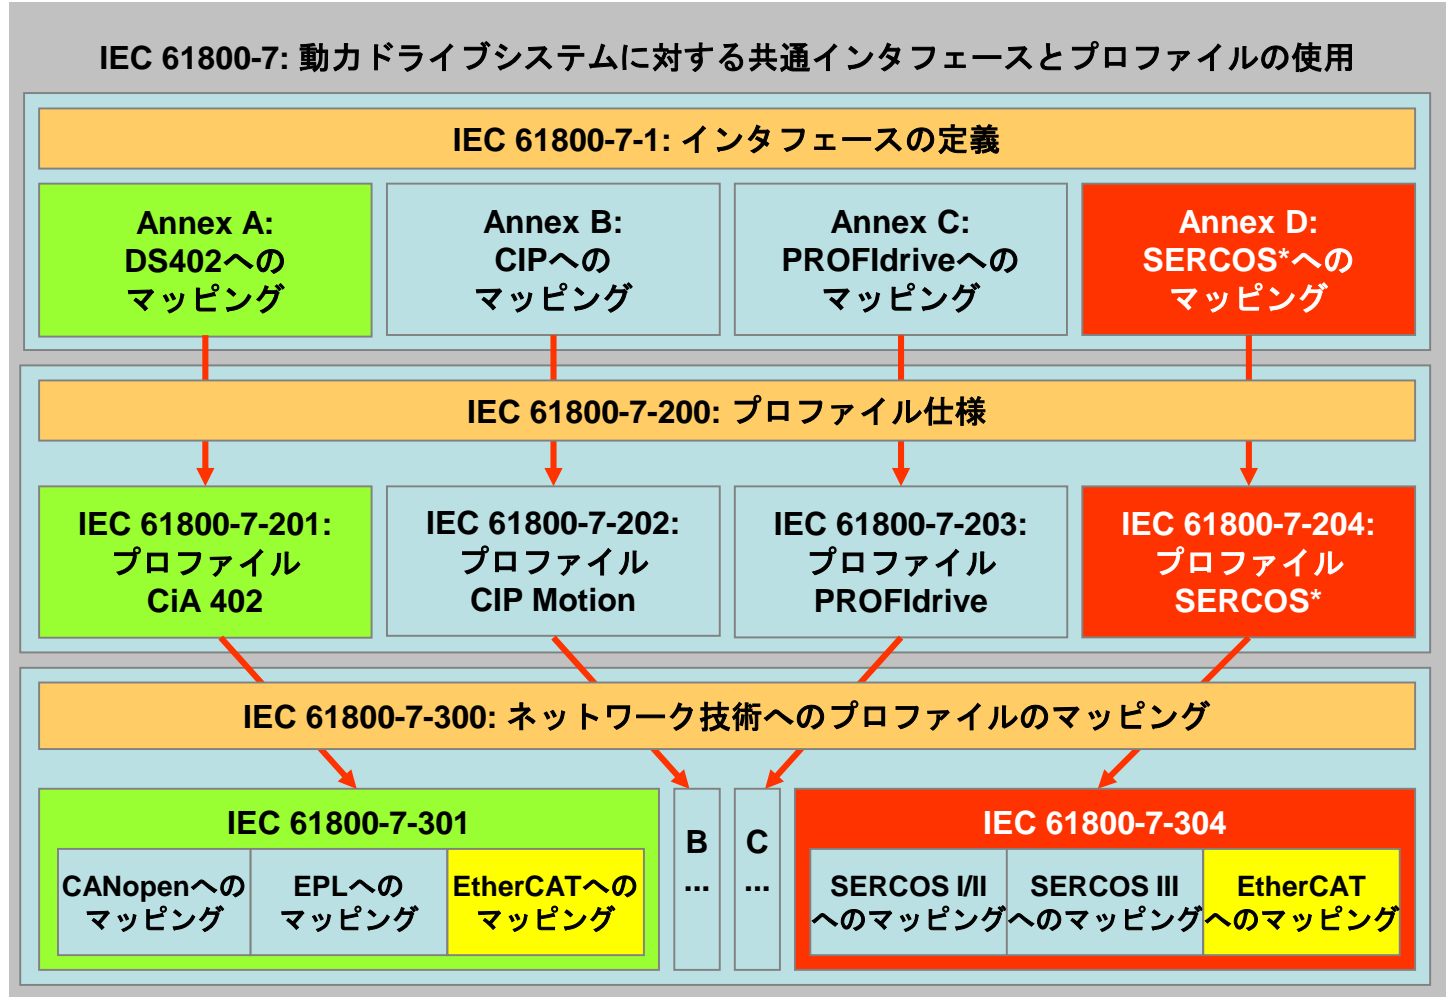 IEC 61800-7: 動力ドライブシステムに対する共通インタフェースとプロファイルの使用
IEC 61800-7-1: インタフェースの定義
Annex A:
DS402への
マッピング
Annex B:
CIPへの
マッピング
Annex C:
PROFIdriveへの
マッピング
Annex D:
SERCOS*への
マッピング
IEC 61800-7-200: プロファイル仕様
IEC 61800-7-201:
プロファイル
CiA 402
IEC 61800-7-202:
プロファイル
CIP Motion
IEC 61800-7-203:
プロファイル
PROFIdrive
IEC 61800-7-204:
プロファイル
SERCOS*
IEC 61800-7-300: ネットワーク技術へのプロファイルのマッピング
IEC 61800-7-301
CANopenへの
マッピング
EPLへの
マッピング
EtherCATへの
マッピング
B
...
C
...
IEC 61800-7-304
SERCOS I/II
へのマッピング
SERCOS III
へのマッピング
EtherCAT
へのマッピング